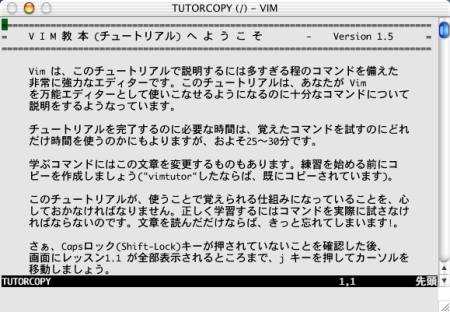 TUTORCOPY (/) - VIM
===============================================================================
=    V I M 教 本 (チュートリアル) へ よ う こ そ      -    Version 1.5      =
===============================================================================
Vim は、このチュートリアルで説明するには多すぎる程のコマンドを備えた
非常に強力なエディターです。このチュートリアルは、あなたが Vim
を万能エディターとして使いこなせるようになるのに十分なコマンドについて
説明をするようなっています。
チュートリアルを完了するのに必要な時間は、覚えたコマンドを試すのにどれ
だけ時間を使うのかにもよりますが、およそ25〜30分です。
学ぶコマンドにはこの文章を変更するものもあります。練習を始める前にコ
ピーを作成しましょう("vimtutor"したならば、既にコピーされています)。
このチュートリアルが、使うことで覚えられる仕組みになっていることを、心
しておかなければなりません。正しく学習するにはコマンドを実際に試さなけ
ればならないのです。文章を読んだだけならば、きっと忘れてしまいます!。
さぁ、Capsロック(Shift-Lock)キーが押されていないことを確認した後、
画面にレッスン1.1 が全部表示されるところまで、j キーを押してカーソルを
移動しましょう。
TUTORCOPY 1,1 先頭